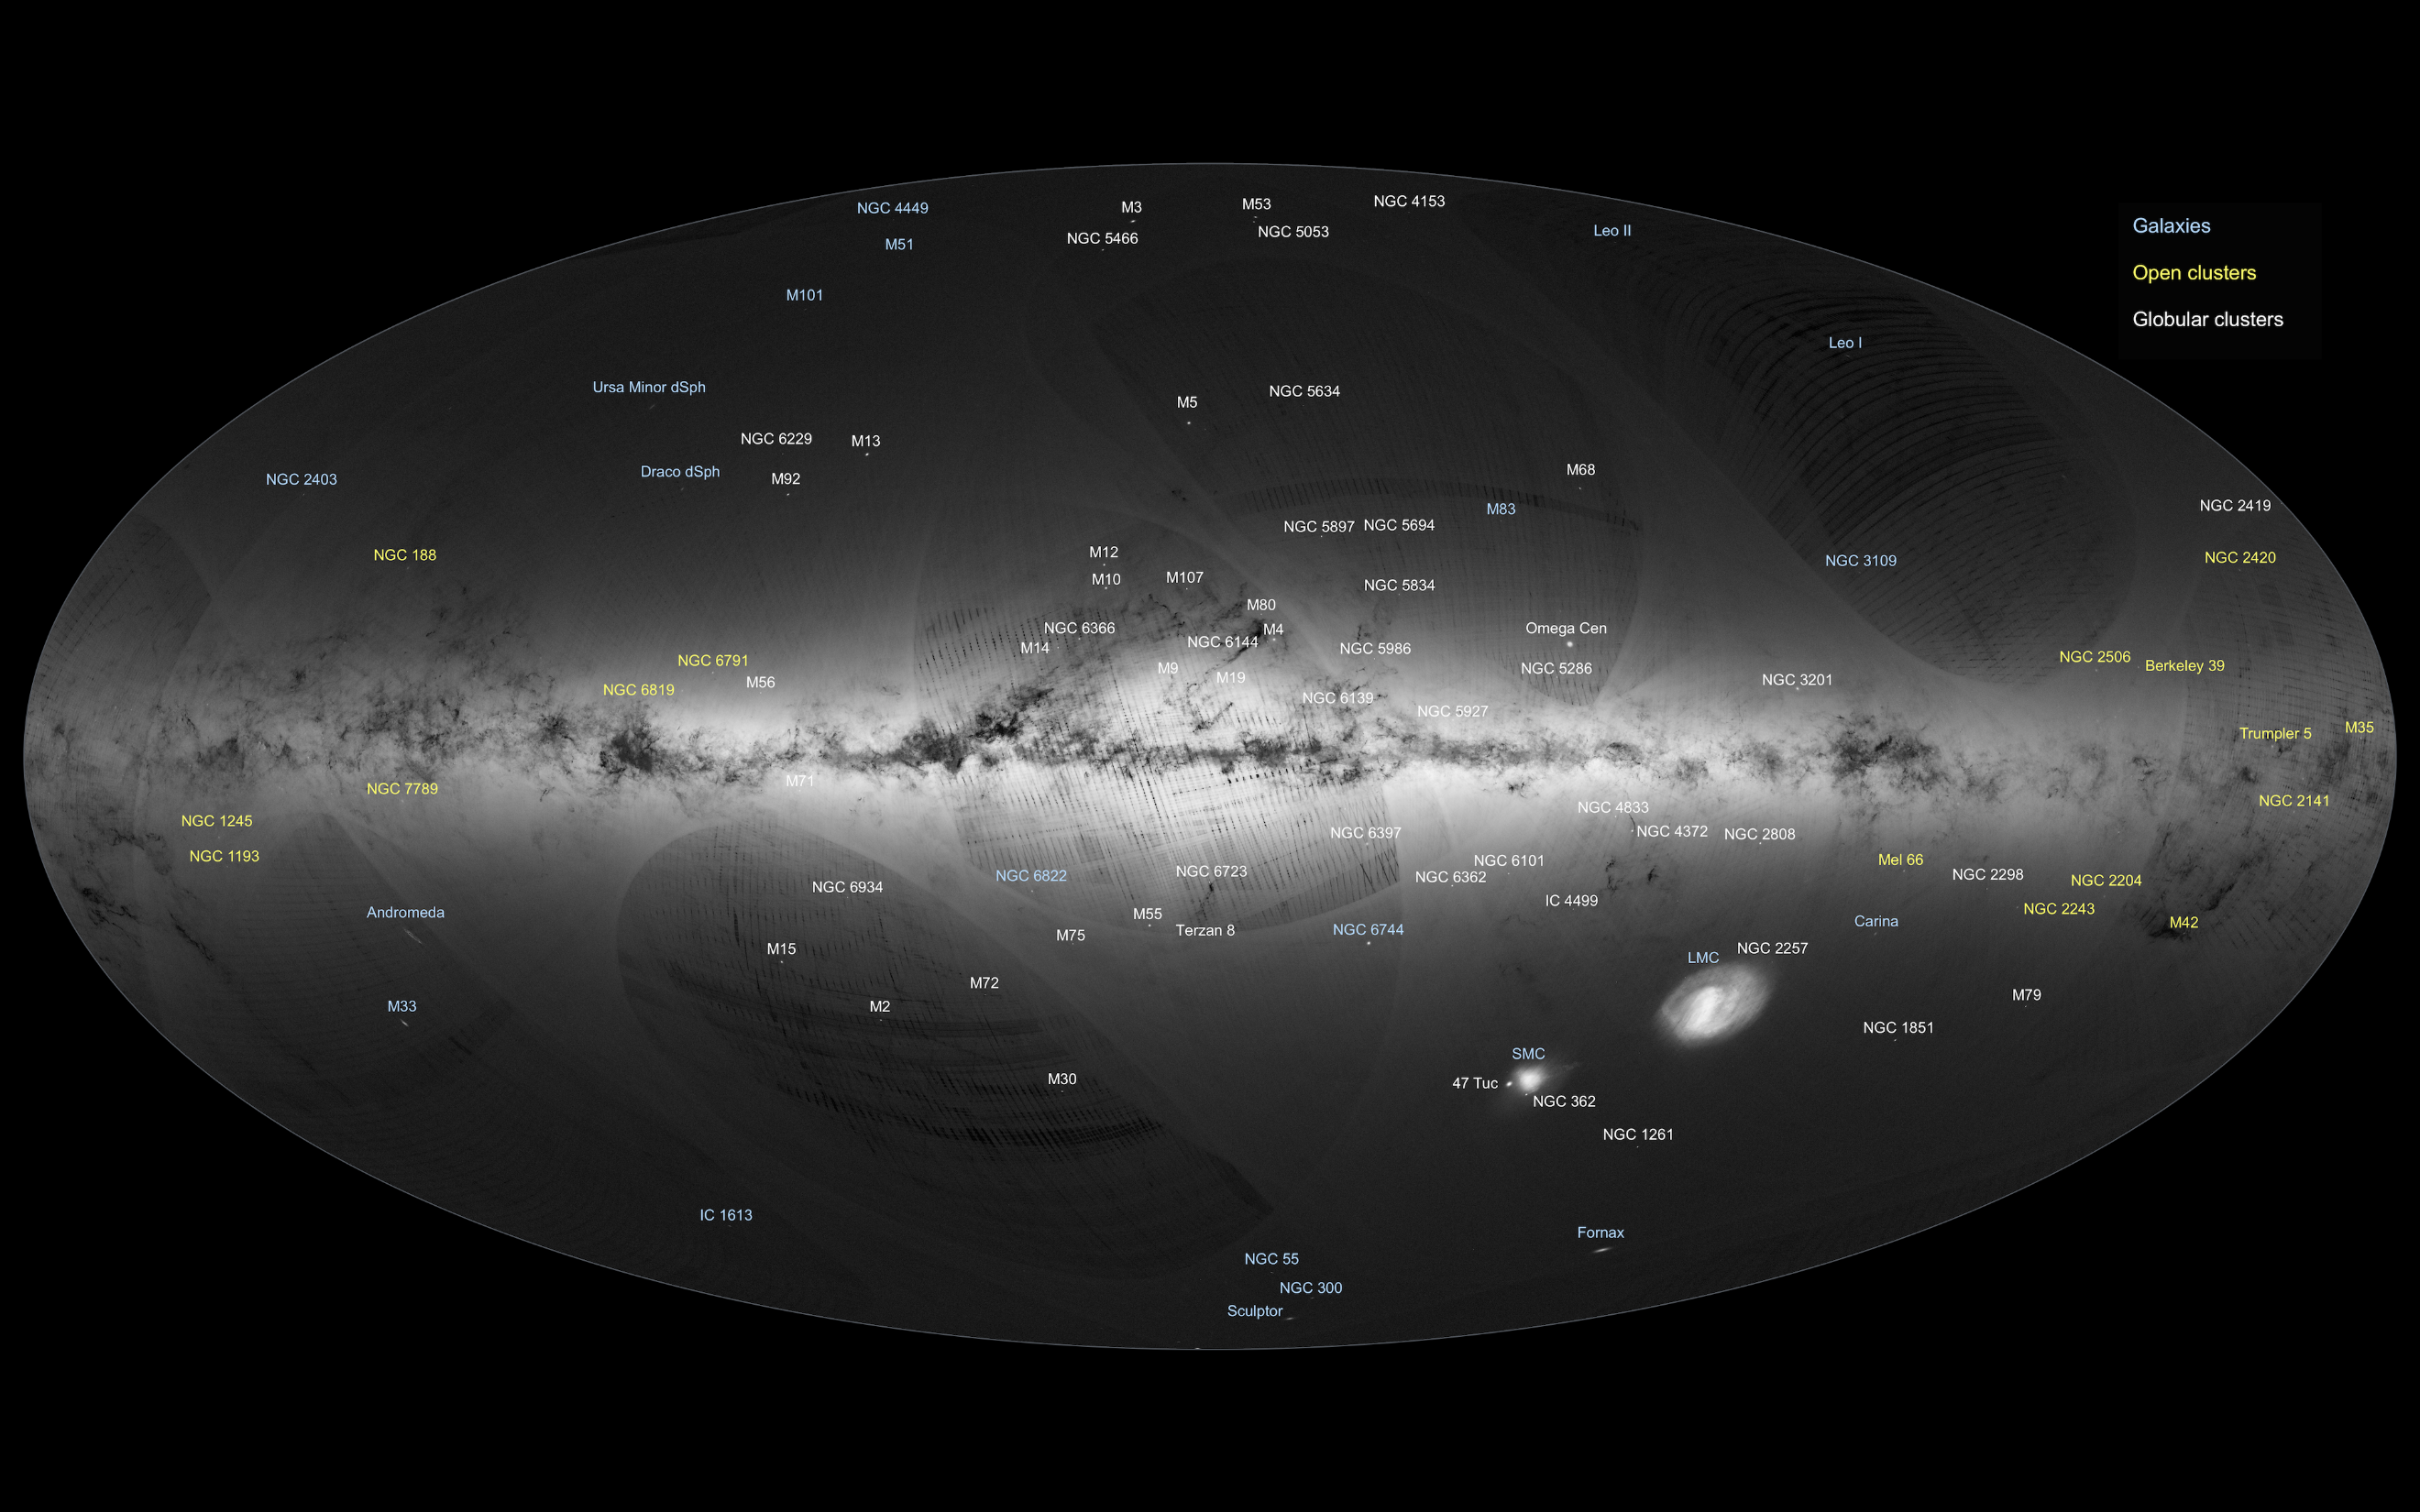 NGC 4153
M53
M3
NGC 4449
Leo II
NGC 5053
NGC 5466
M51
Galaxies
Open clusters
Globular clusters
M101
Leo I
Ursa Minor dSph
NGC 5634
M5
NGC 6229
M13
M68
Draco dSph
M92
NGC 2403
NGC 2419
M83
NGC 5897
NGC 5694
NGC 188
M12
NGC 2420
NGC 3109
M10
M107
NGC 5834
M80
NGC 6366
M4
Omega Cen
NGC 6144
M14
NGC 5986
NGC 6791
M9
NGC 5286
NGC 2506
Berkeley 39
M56
M19
NGC 3201
NGC 6819
NGC 6139
NGC 5927
M35
Trumpler 5
M71
NGC 7789
NGC 2141
NGC 4833
NGC 1245
NGC 6397
NGC 4372
NGC 2808
NGC 1193
NGC 6101
Mel 66
NGC 6723
NGC 6822
NGC 6362
NGC 2298
NGC 2204
NGC 6934
IC 4499
NGC 2243
Andromeda
M55
Carina
M42
Terzan 8
NGC 6744
M75
M15
NGC 2257
LMC
M72
M79
M33
M2
NGC 1851
SMC
M30
47 Tuc
NGC 362
NGC 1261
IC 1613
Fornax
NGC 55
NGC 300
Sculptor